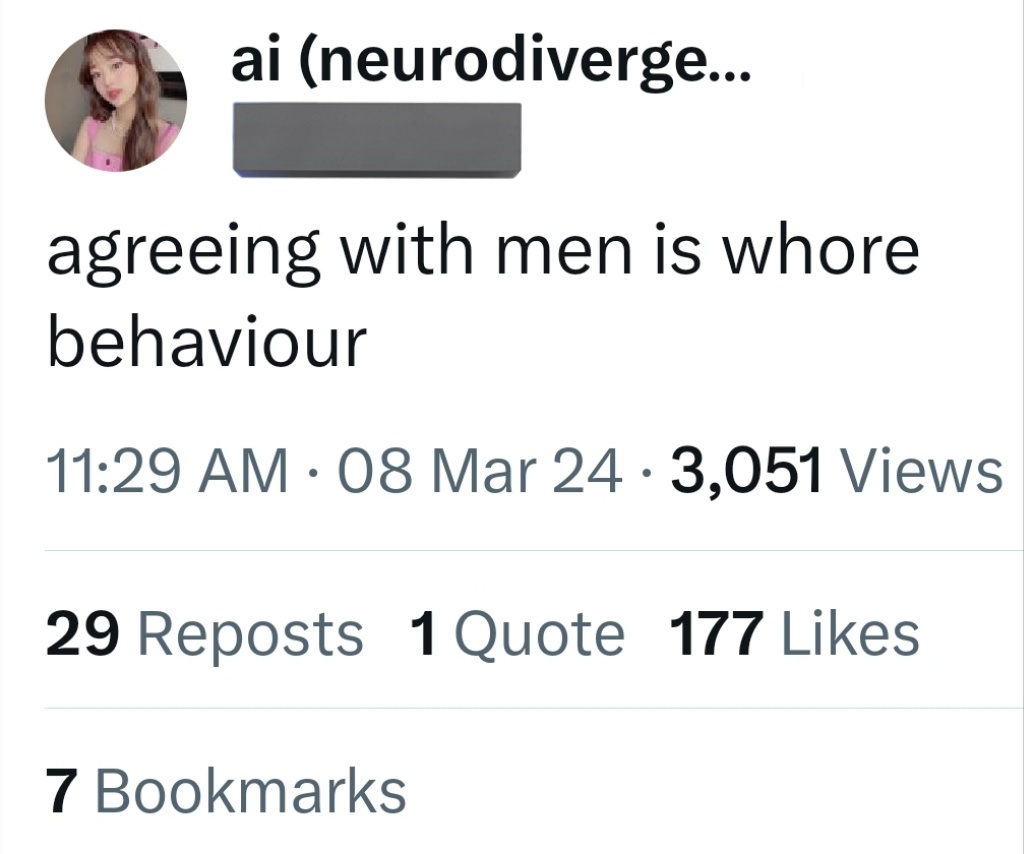 ai (neurodiverge...
agreeing with men is whore
behaviour
11:29 AM · 08 Mar 24 · 3,051 Views
29 Reposts 1 Quote 177 Likes
7 Bookmarks